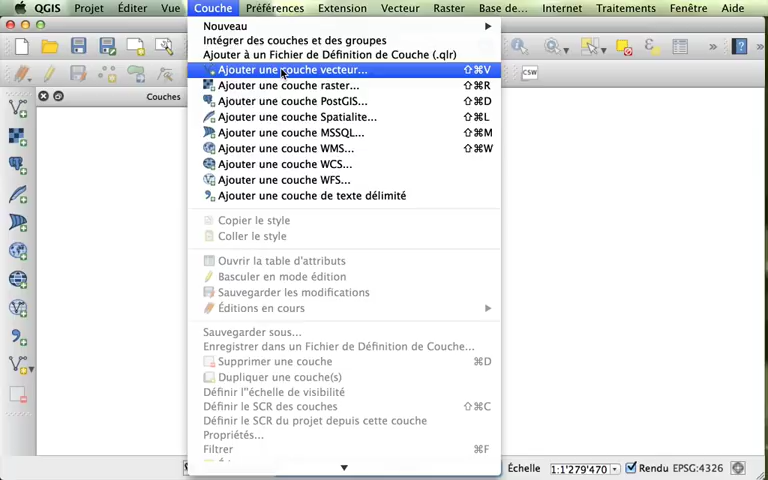 QGIS Projet Éditer Vue Couche Préférences Extension Vecteur Raster Base de... Internet Traitements Fenêtre Aide
Nouveau
Intégrer des couches et des groupes
Ajouter à un Fichier de Définition de Couche (.qlr)
Ajouter une couche vecteur... ⇧⌘V
Ajouter une couche raster... ⇧⌘R
Ajouter une couche PostGIS... ⇧⌘D
Ajouter une couche Spatialite... ⇧⌘L
Ajouter une couche MSSQL... ⇧⌘M
Ajouter une couche WMS... ⇧⌘W
Ajouter une couche WCS...
Ajouter une couche WFS...
Ajouter une couche de texte délimité
Copier le style
Coller le style
Ouvrir la table d'attributs
Basculer en mode édition
Sauvegarder les modifications
Éditions en cours
Sauvegarder sous...
Enregistrer dans un Fichier de Définition de Couche...
Supprimer une couche ⌘D
Dupliquer une couche(s)
Définir l''échelle de visibilité
Définir le SCR des couches ⇧⌘C
Définir le SCR du projet depuis cette couche
Propriétés...
Filtrer ⌘F
Couches
CSW
Échelle 1:1'279'470 Rendu EPSG:4326